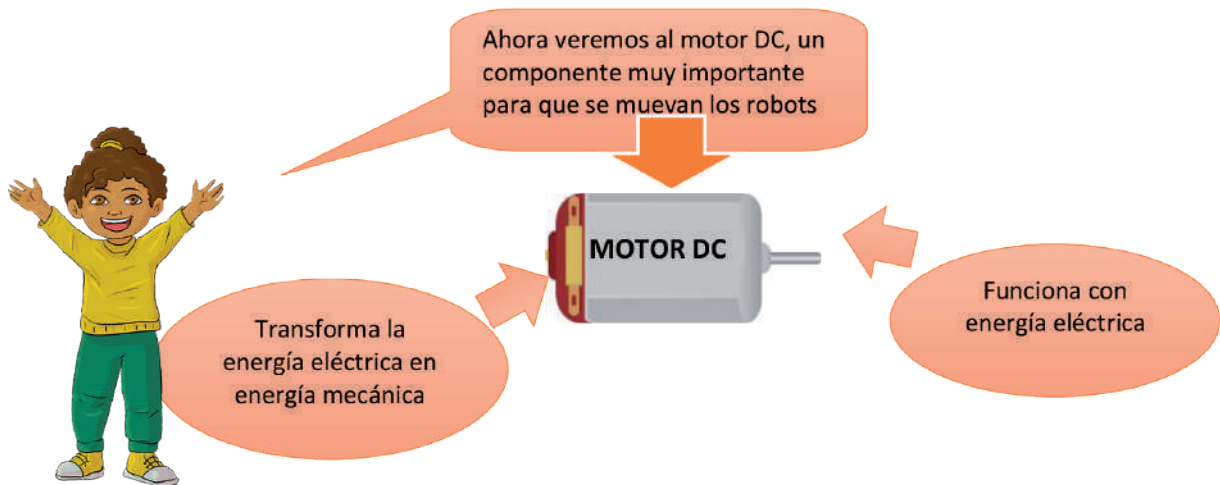 Ahora veremos al motor DC, un
componente muy importante
para que se muevan los robots
MOTOR DC
Transforma la
energía eléctrica en
energía mecánica
Funciona con
energía eléctrica